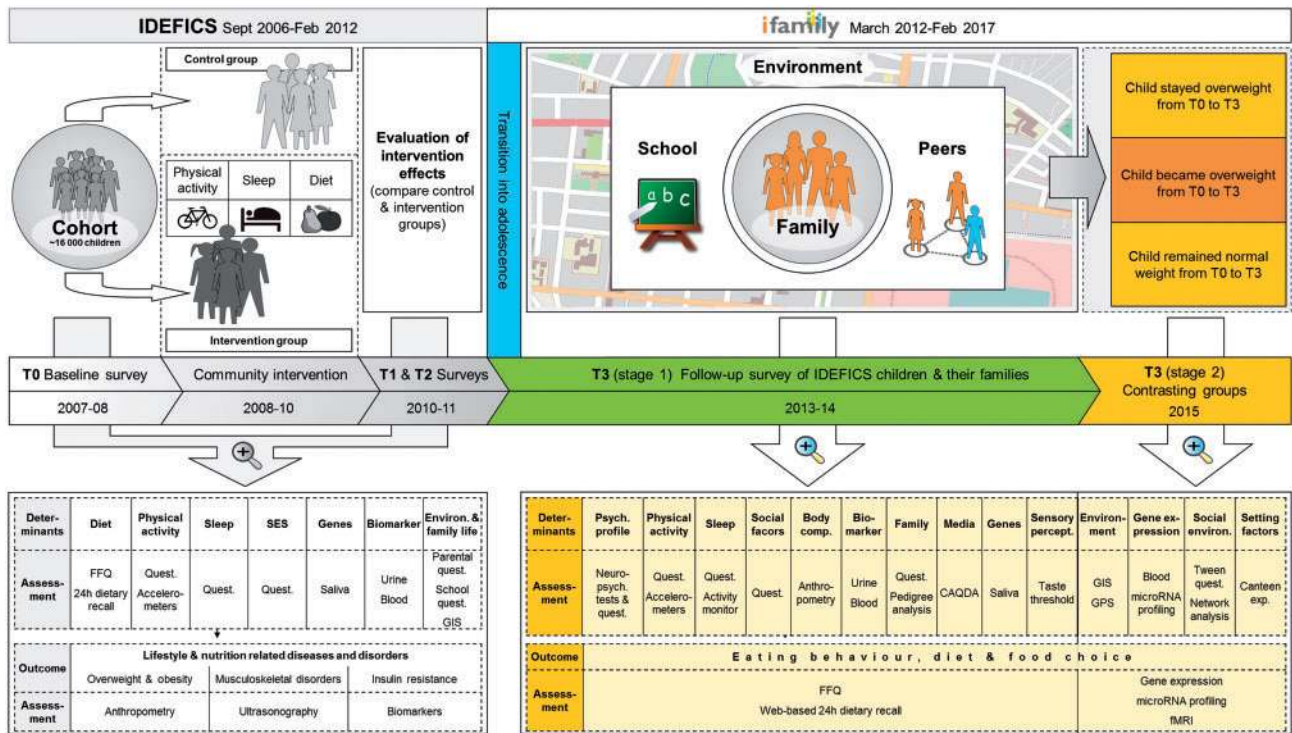 IDEFICS Sept 2006-Feb 2012
ifamily March 2012-Feb 2017
Control group
Cohort
~16 000 children
Physical
activity
Sleep
Diet
Intervention group
Evaluation of
intervention
effects
(compare control
& intervention
groups)
Transition into adolescence
Environment
School
a b c
Family
Peers
Child stayed overweight
from T0 to T3
Child became overweight
from T0 to T3
Child remained normal
weight from T0 to T3
T0 Baseline survey
Community intervention
T1 & T2 Surveys
T3 (stage 1) Follow-up survey of IDEFICS children & their families
T3 (stage 2)
Contrasting groups
2007-08
2008-10
2010-11
2013-14
2015
Deter-
minants
Diet
Physical
activity
Sleep
SES
Genes
Biomarker
Environ. &
family life
Assess-
ment
FFQ
24h dietary
recall
Quest.
Accelero-
meters
Quest.
Quest.
Saliva
Urine
Blood
Parental
quest.
School
quest.
GIS
Outcome
Lifestyle & nutrition related diseases and disorders
Overweight & obesity
Musculoskeletal disorders
Insulin resistance
Assess-
ment
Anthropometry
Ultrasonography
Biomarkers
Deter-
minants
Psych.
profile
Physical
activity
Sleep
Social
facors
Body
comp.
Bio-
marker
Family
Media
Genes
Sensory
percept.
Environ-
ment
Gene ex-
pression
Social
environ.
Setting
factors
Assess-
ment
Neuro-
psych.
tests &
quest.
Quest.
Accelero-
meters
Quest.
Activity
monitor
Quest.
Anthro-
pometry
Urine
Blood
Quest.
Pedigree
analysis
CAQDA
Saliva
Taste
threshold
GIS
GPS
Blood
microRNA
profiling
Tween
quest.
Network
analysis
Canteen
exp.
Outcome
Eating behaviour, diet & food choice
Assess-
ment
FFQ
Web-based 24h dietary recall
Gene expression
microRNA profiling
fMRI